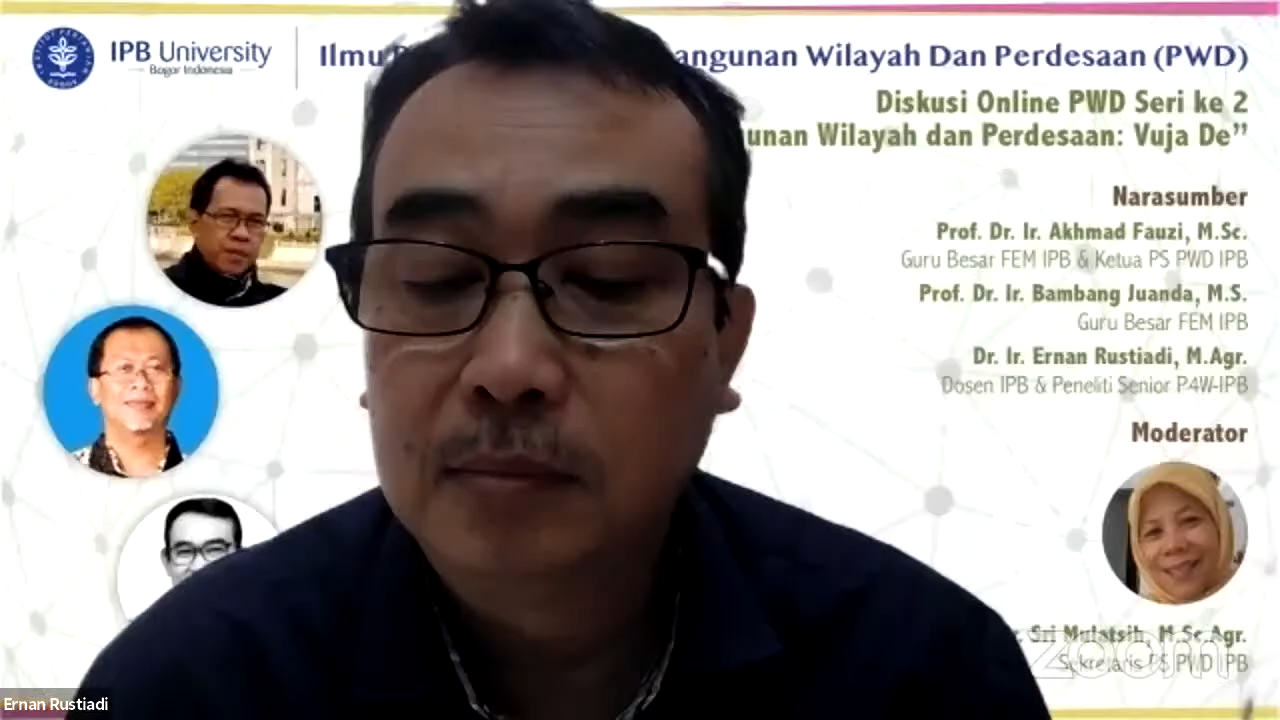 IPB University
Bogor Indonesia
Ilmu
angunan Wilayah Dan Perdesaan (PWD)
Diskusi Online PWD Seri ke 2
Wilayah dan Perdesaan: Vuja De”
Narasumber
Prof. Dr. Ir. Akhmad Fauzi, M.Sc.
Guru Besar FEM IPB & Ketua PS PWD IPB
Prof. Dr. Ir. Bambang Juanda, M.S.
Guru Besar FEM IPB
Dr. Ir. Ernan Rustiadi, M.Agr.
Dosen IPB & Peneliti Senior P4W-IPB
Moderator
Sri Mulatsih, M.Sc.Agr.
Sekretaris PS PWD IPB
zoom
Ernan Rustiadi